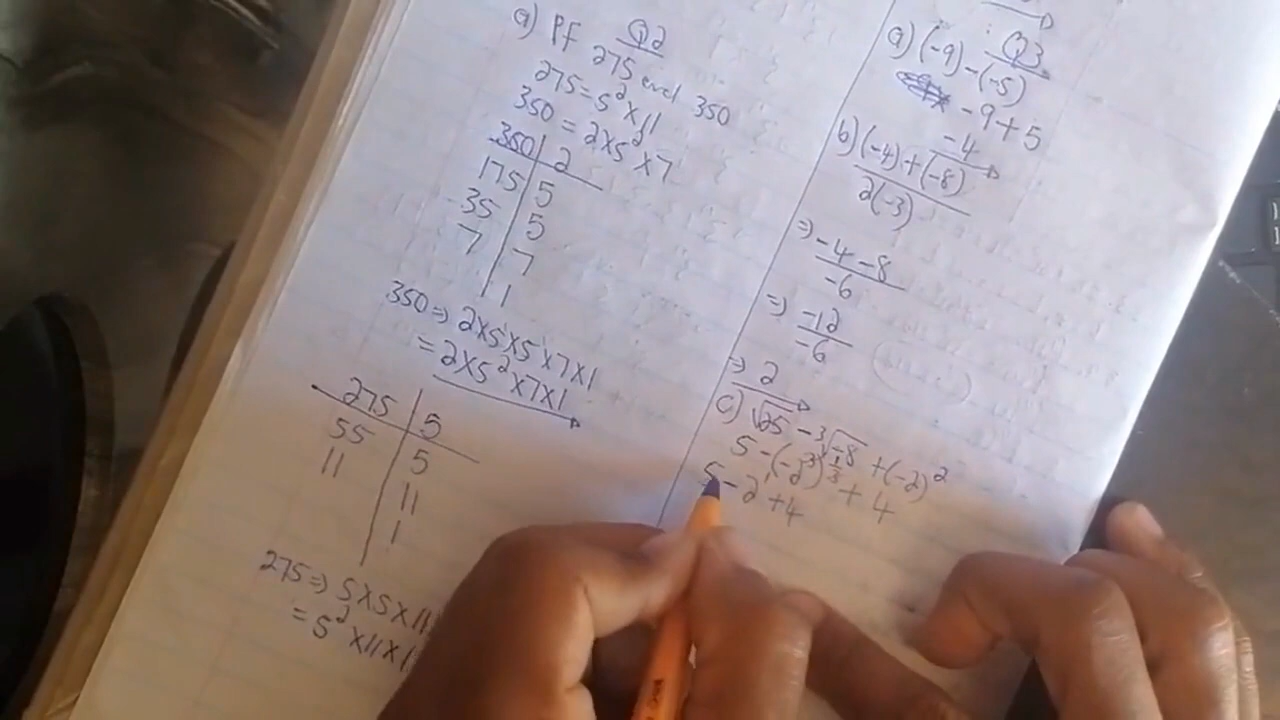 Q2
a) PF 275 and 350
275 = 5² x 11
350 = 2x5² x7
350 | 2
175 | 5
35 | 5
7 | 7
| 1
350 => 2x5x5x7x1
= 2x5² x7x1
275 | 5
55 | 5
11 | 11
| 1
275 => 5x5x11
= 5² x11x1
Q3
a) (-9) - (-5)
-9+5
-4
b) (-4) + (-8)
2(-3)
=> -4-8
-6
=> -12
-6
=> 2
c) √25 - ³√-8 + (-2)²
5 - (-2³)^1/3 + 4
5 - 2 + 4